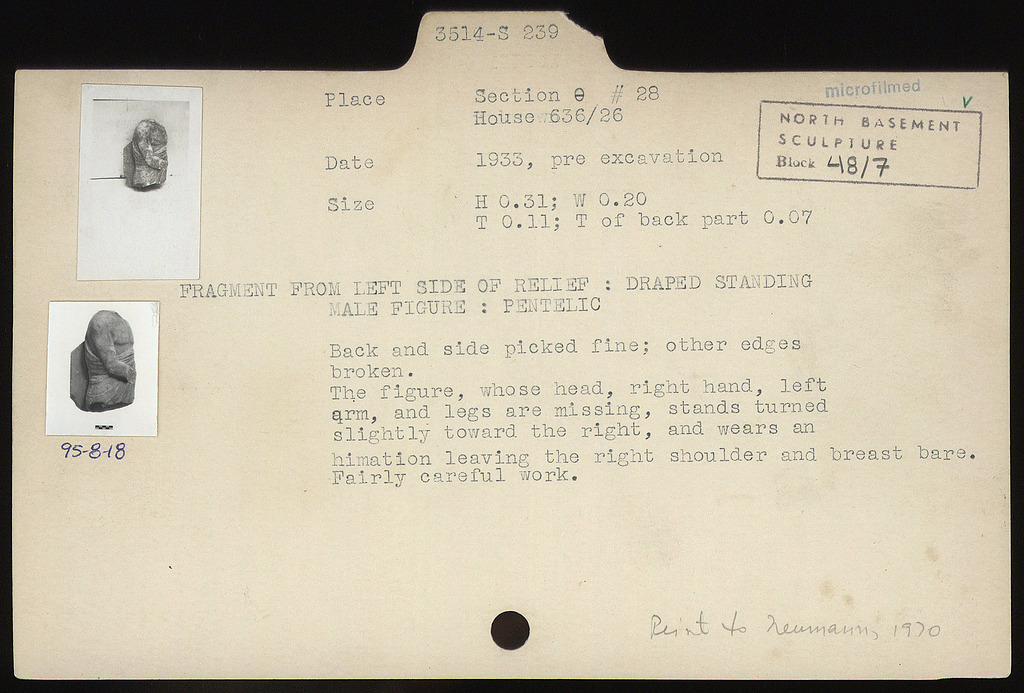 3514-S 239
microfilmed
v
NORTH BASEMENT
SCULPTURE
Block 48/7
Place Section Θ # 28
House 636/26
Date 1933, pre excavation
Size H 0.31; W 0.20
T 0.11; T of back part 0.07
FRAGMENT FROM LEFT SIDE OF RELIEF : DRAPED STANDING
MALE FIGURE : PENTELIC
Back and side picked fine; other edges
broken.
The figure, whose head, right hand, left
arm, and legs are missing, stands turned
slightly toward the right, and wears an
himation leaving the right shoulder and breast bare.
Fairly careful work.
95-8-18
Print to Neumann, 1970